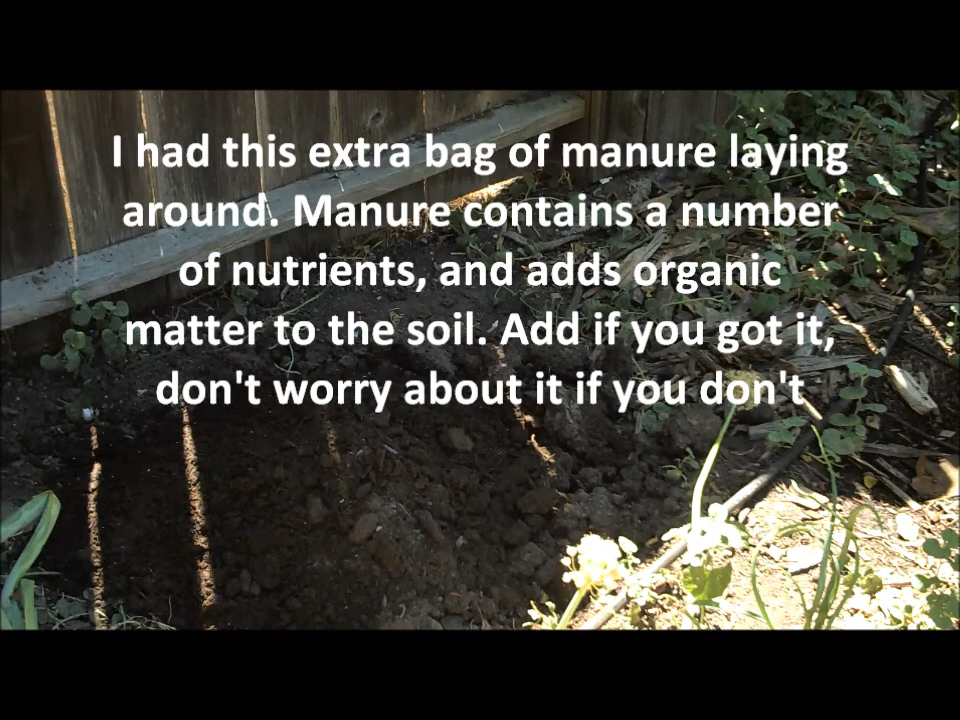 I had this extra bag of manure laying
around. Manure contains a number
of nutrients, and adds organic
matter to the soil. Add if you got it,
don't worry about it if you don't